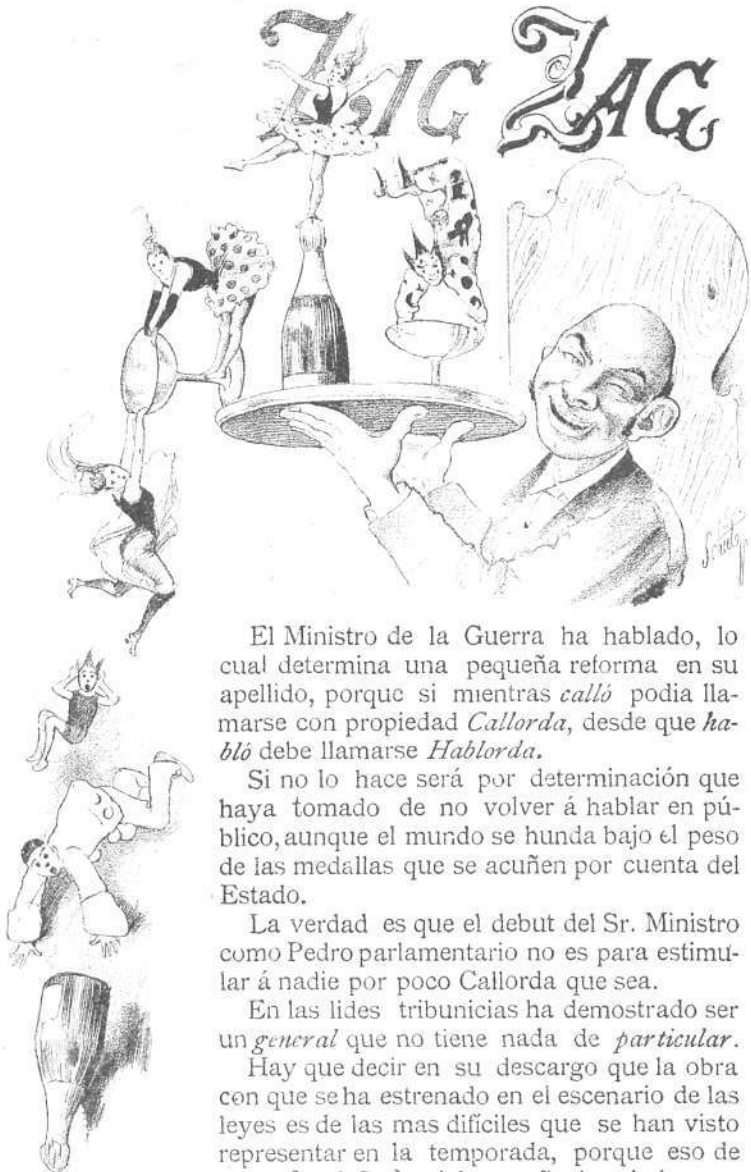 ZIG ZAG
El Ministro de la Guerra ha hablado, lo
cual determina una pequeña reforma en su
apellido, porque si mientras calló podia lla-
marse con propiedad Callorda, desde que ha-
bló debe llamarse Hablorda.
Si no lo hace será por determinación que
haya tomado de no volver á hablar en pú-
blico, aunque el mundo se hunda bajo el peso
de las medallas que se acuñen por cuenta del
Estado.
La verdad es que el debut del Sr. Ministro
como Pedro parlamentario no es para estimu-
lar á nadie por poco Callorda que sea.
En las lides tribunicias ha demostrado ser
un general que no tiene nada de particular.
Hay que decir en su descargo que la obra
con que se ha estrenado en el escenario de las
leyes es de las mas difíciles que se han visto
representar en la temporada, porque eso de